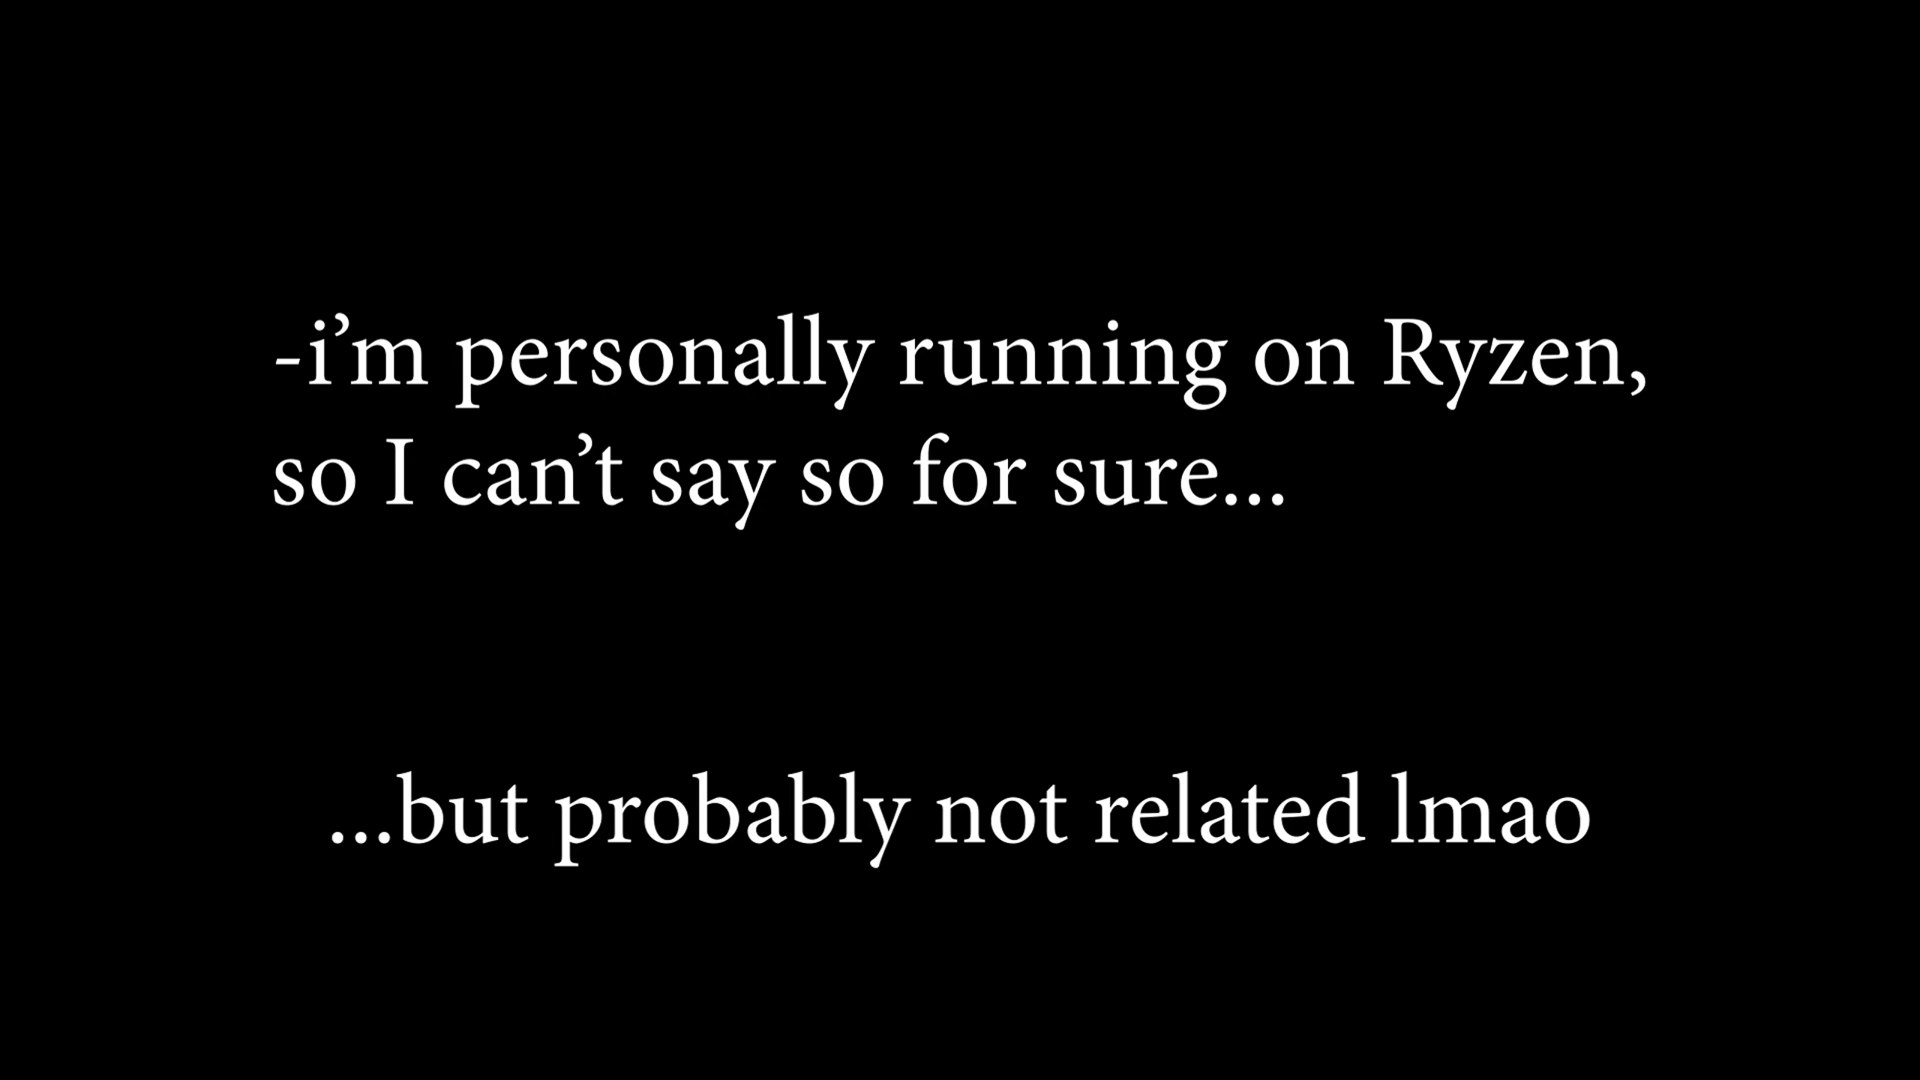 -i’m personally running on Ryzen,
so I can’t say so for sure...
...but probably not related lmao